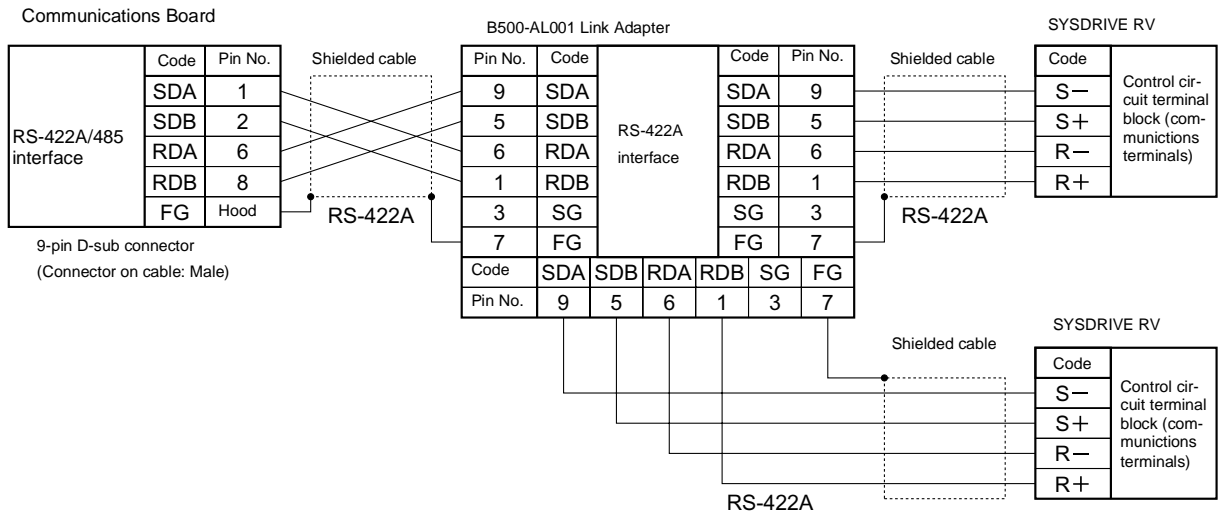 Communications Board
B500-AL001 Link Adapter
SYSDRIVE RV
Code Pin No.
SDA 1
SDB 2
RDA 6
RDB 8
FG Hood
RS-422A/485
interface
9-pin D-sub connector
(Connector on cable: Male)
Shielded cable
RS-422A
Pin No. Code
9 SDA
5 SDB
6 RDA
1 RDB
3 SG
7 FG
RS-422A
interface
Code Pin No.
SDA 9
SDB 5
RDA 6
RDB 1
SG 3
FG 7
Code SDA SDB RDA RDB SG FG
Pin No. 9 5 6 1 3 7
Shielded cable
RS-422A
Code
S−
S+
R−
R+
Control cir-
cuit terminal
block (com-
munictions
terminals)
SYSDRIVE RV
Shielded cable
Code
S−
S+
R−
R+
Control cir-
cuit terminal
block (com-
munictions
terminals)
RS-422A